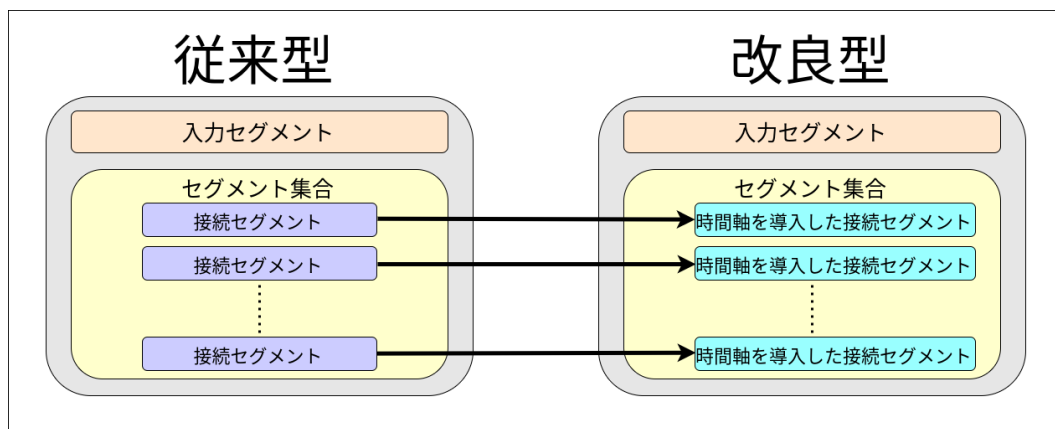 従来型
入力セグメント
セグメント集合
接続セグメント
接続セグメント
接続セグメント
改良型
入力セグメント
セグメント集合
時間軸を導入した接続セグメント
時間軸を導入した接続セグメント
時間軸を導入した接続セグメント